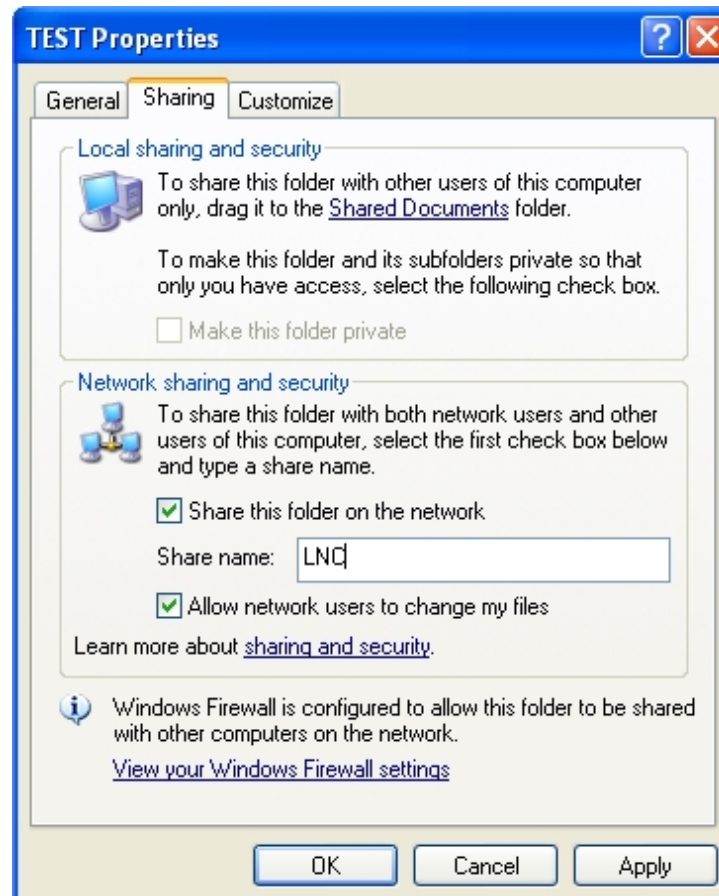 TEST Properties
General Sharing Customize
Local sharing and security
To share this folder with other users of this computer
only, drag it to the Shared Documents folder.
To make this folder and its subfolders private so that
only you have access, select the following check box.
Make this folder private
Network sharing and security
To share this folder with both network users and other
users of this computer, select the first check box below
and type a share name.
Share this folder on the network
Share name: LNC
Allow network users to change my files
Learn more about sharing and security.
Windows Firewall is configured to allow this folder to be shared
with other computers on the network.
View your Windows Firewall settings
OK Cancel Apply